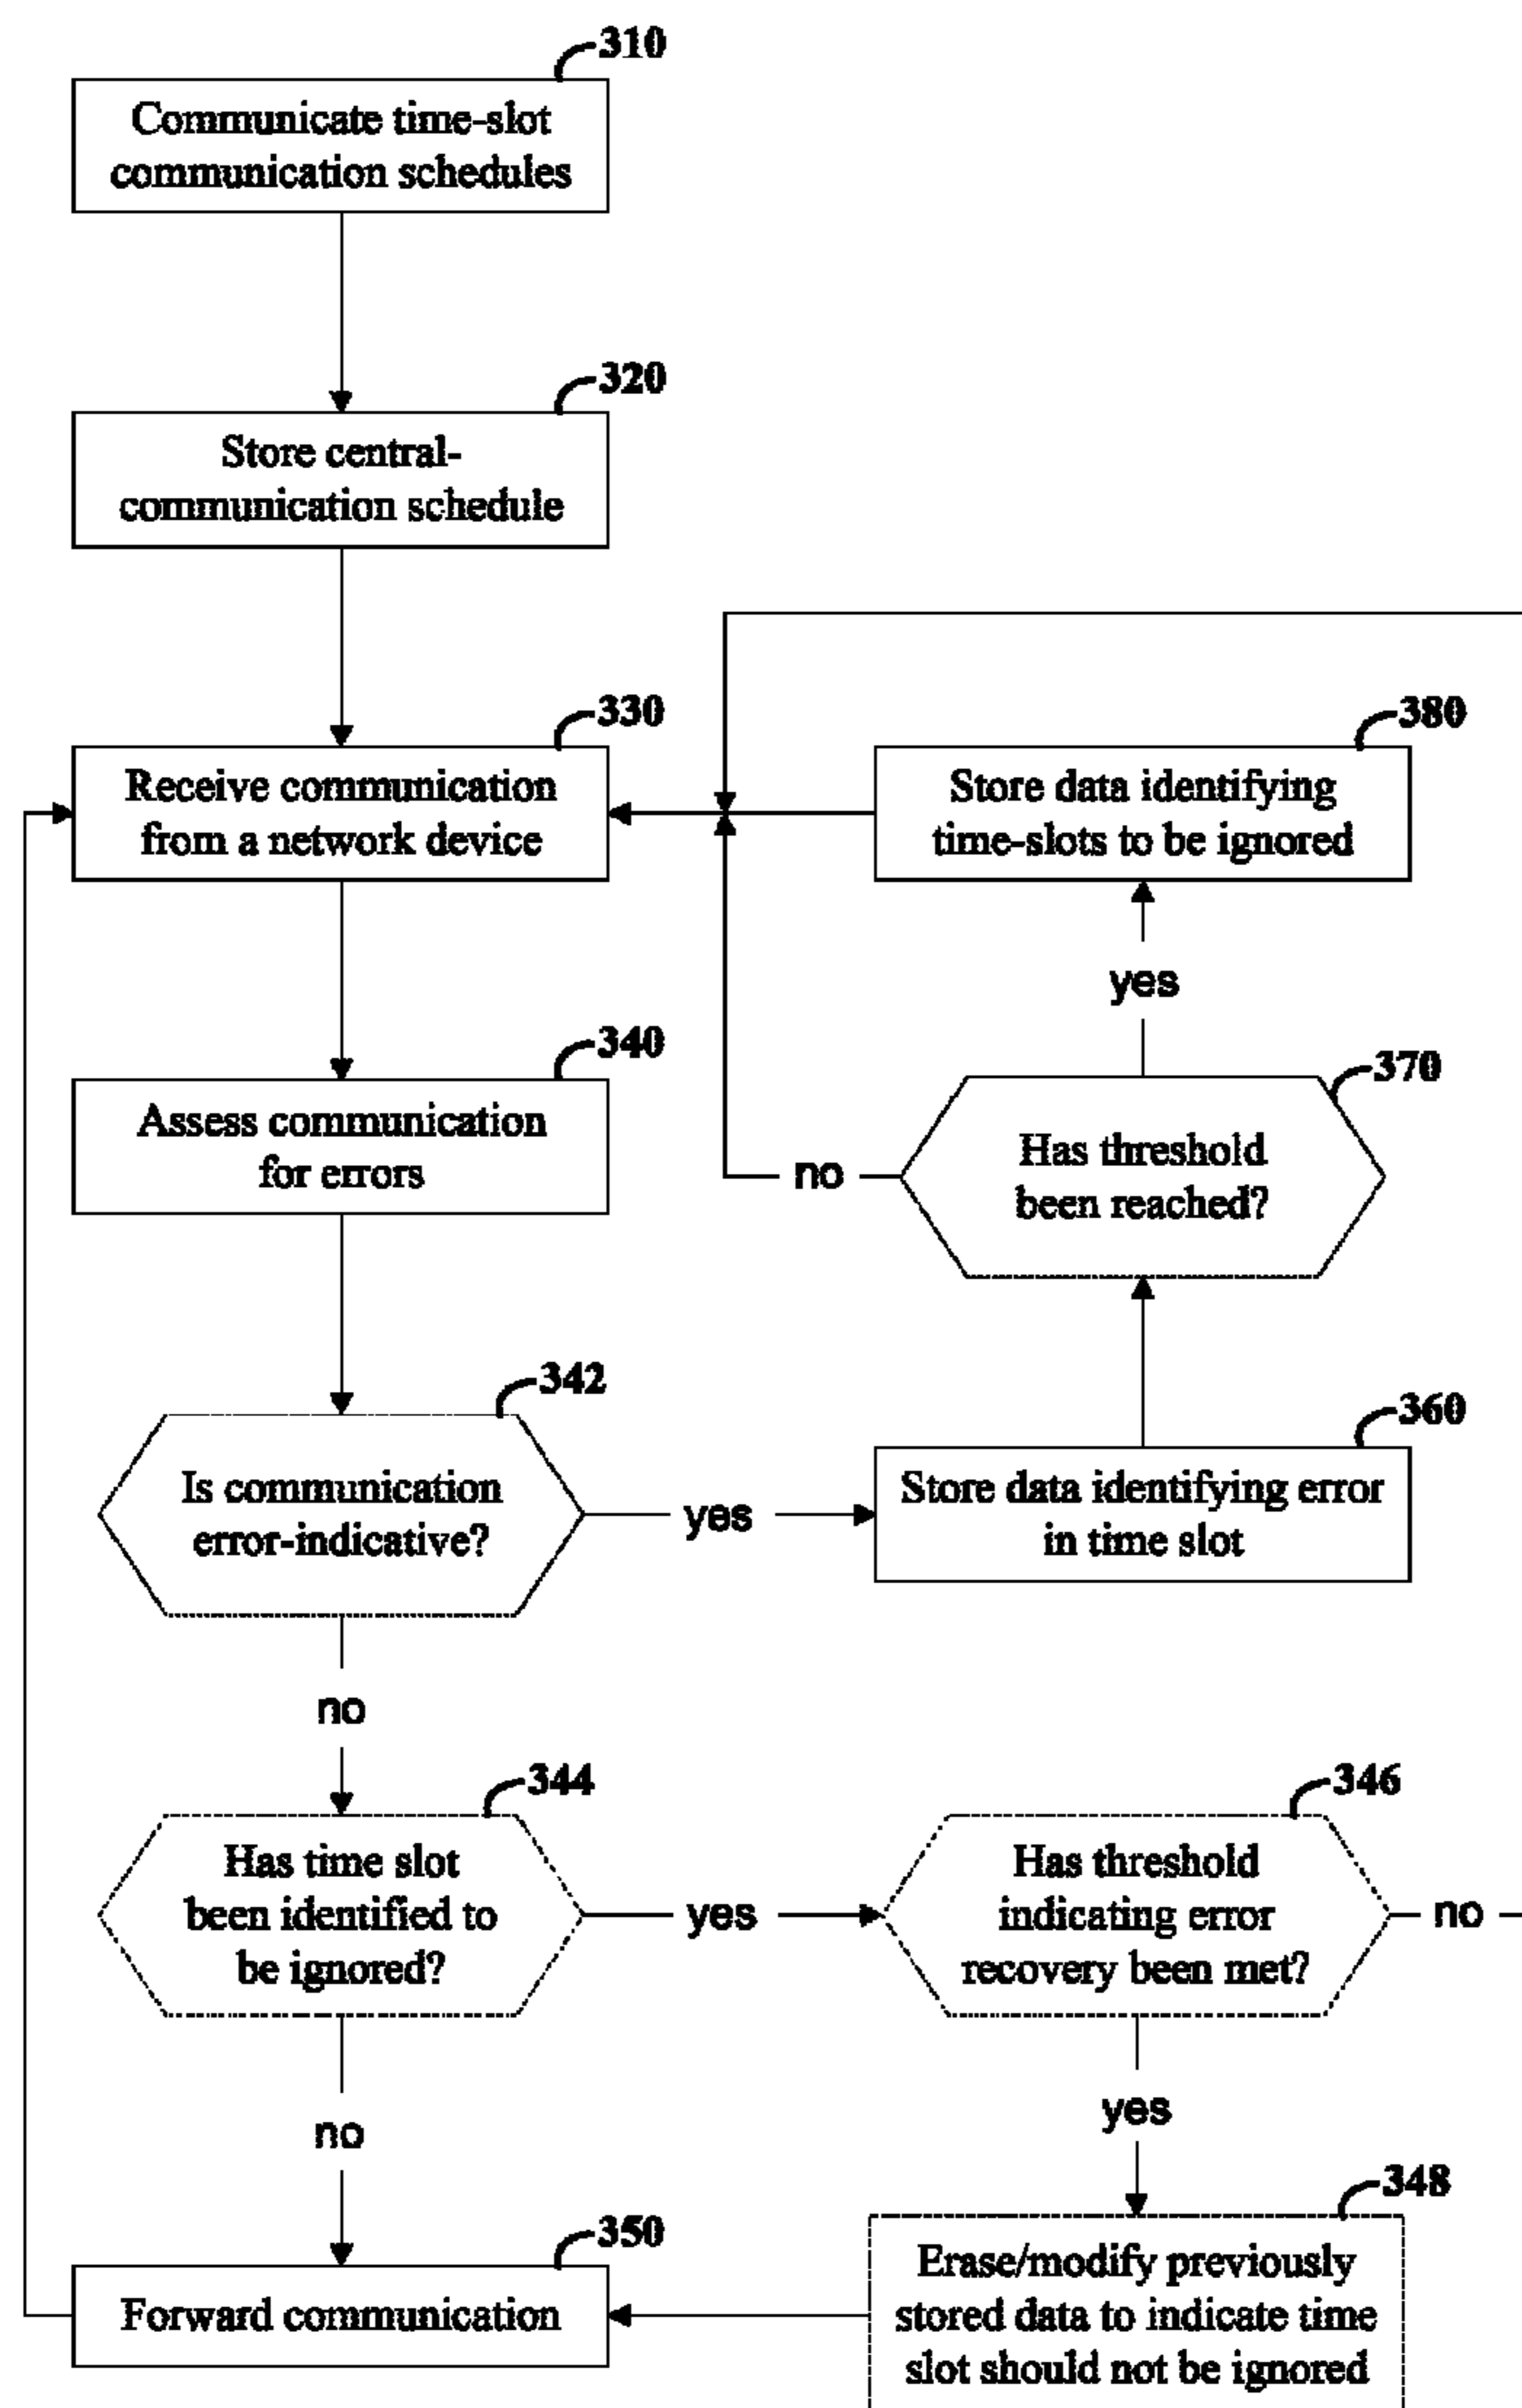 310
Communicate time-slot
communication schedules
320
Store central-
communication schedule
330
Receive communication
from a network device
380
Store data identifying
time-slots to be ignored
yes
340
Assess communication
for errors
370
Has threshold
been reached?
no
342
Is communication
error-indicative?
yes
360
Store data identifying error
in time slot
no
344
Has time slot
been identified to
be ignored?
yes
346
Has threshold
indicating error
recovery been met?
no
no
yes
348
Erase/modify previously
stored data to indicate time
slot should not be ignored
350
Forward communication